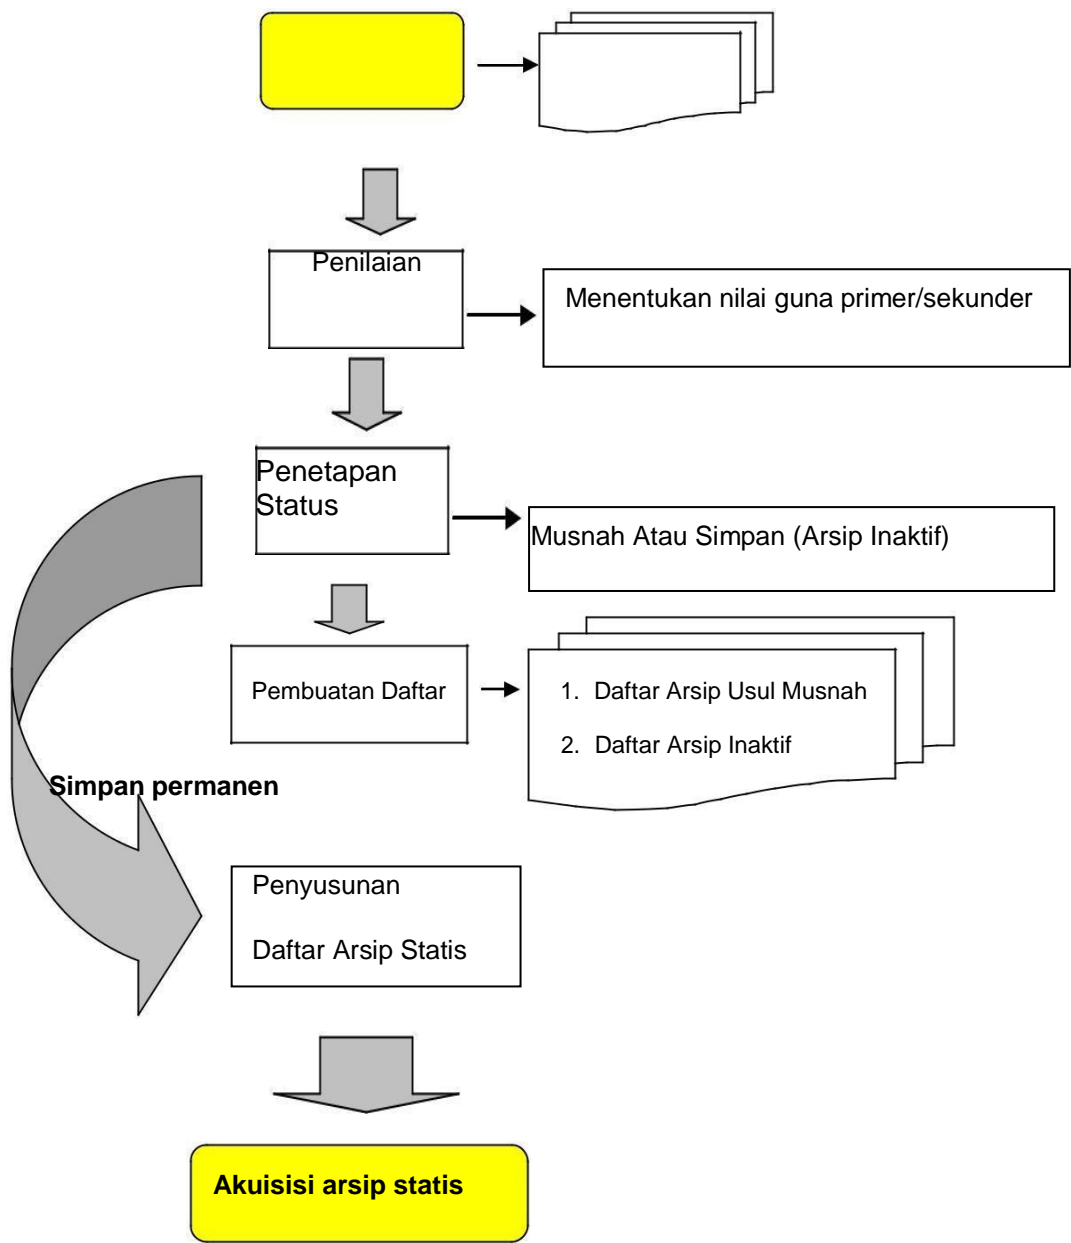 Penilaian
Menentukan nilai guna primer/sekunder
Penetapan
Status
Musnah Atau Simpan (Arsip Inaktif)
Pembuatan Daftar
1. Daftar Arsip Usul Musnah
2. Daftar Arsip Inaktif
Simpan permanen
Penyusunan
Daftar Arsip Statis
Akuisisi arsip statis